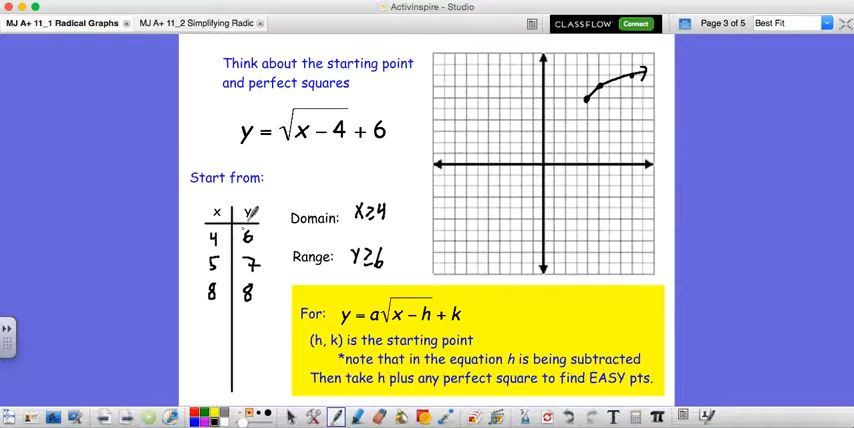 ActivInspire - Studio
MJ A+ 11_1 Radical Graphs
MJ A+ 11_2 Simplifying Radic
CLASSFLOW Connect
Page 3 of 5
Best Fit
Think about the starting point
and perfect squares
y = √x − 4 + 6
Start from:
x y
4 6
5 7
8 8
Domain: x ≥ 4
Range: y ≥ 6
For: y = a√x − h + k
(h, k) is the starting point
*note that in the equation h is being subtracted
Then take h plus any perfect square to find EASY pts.